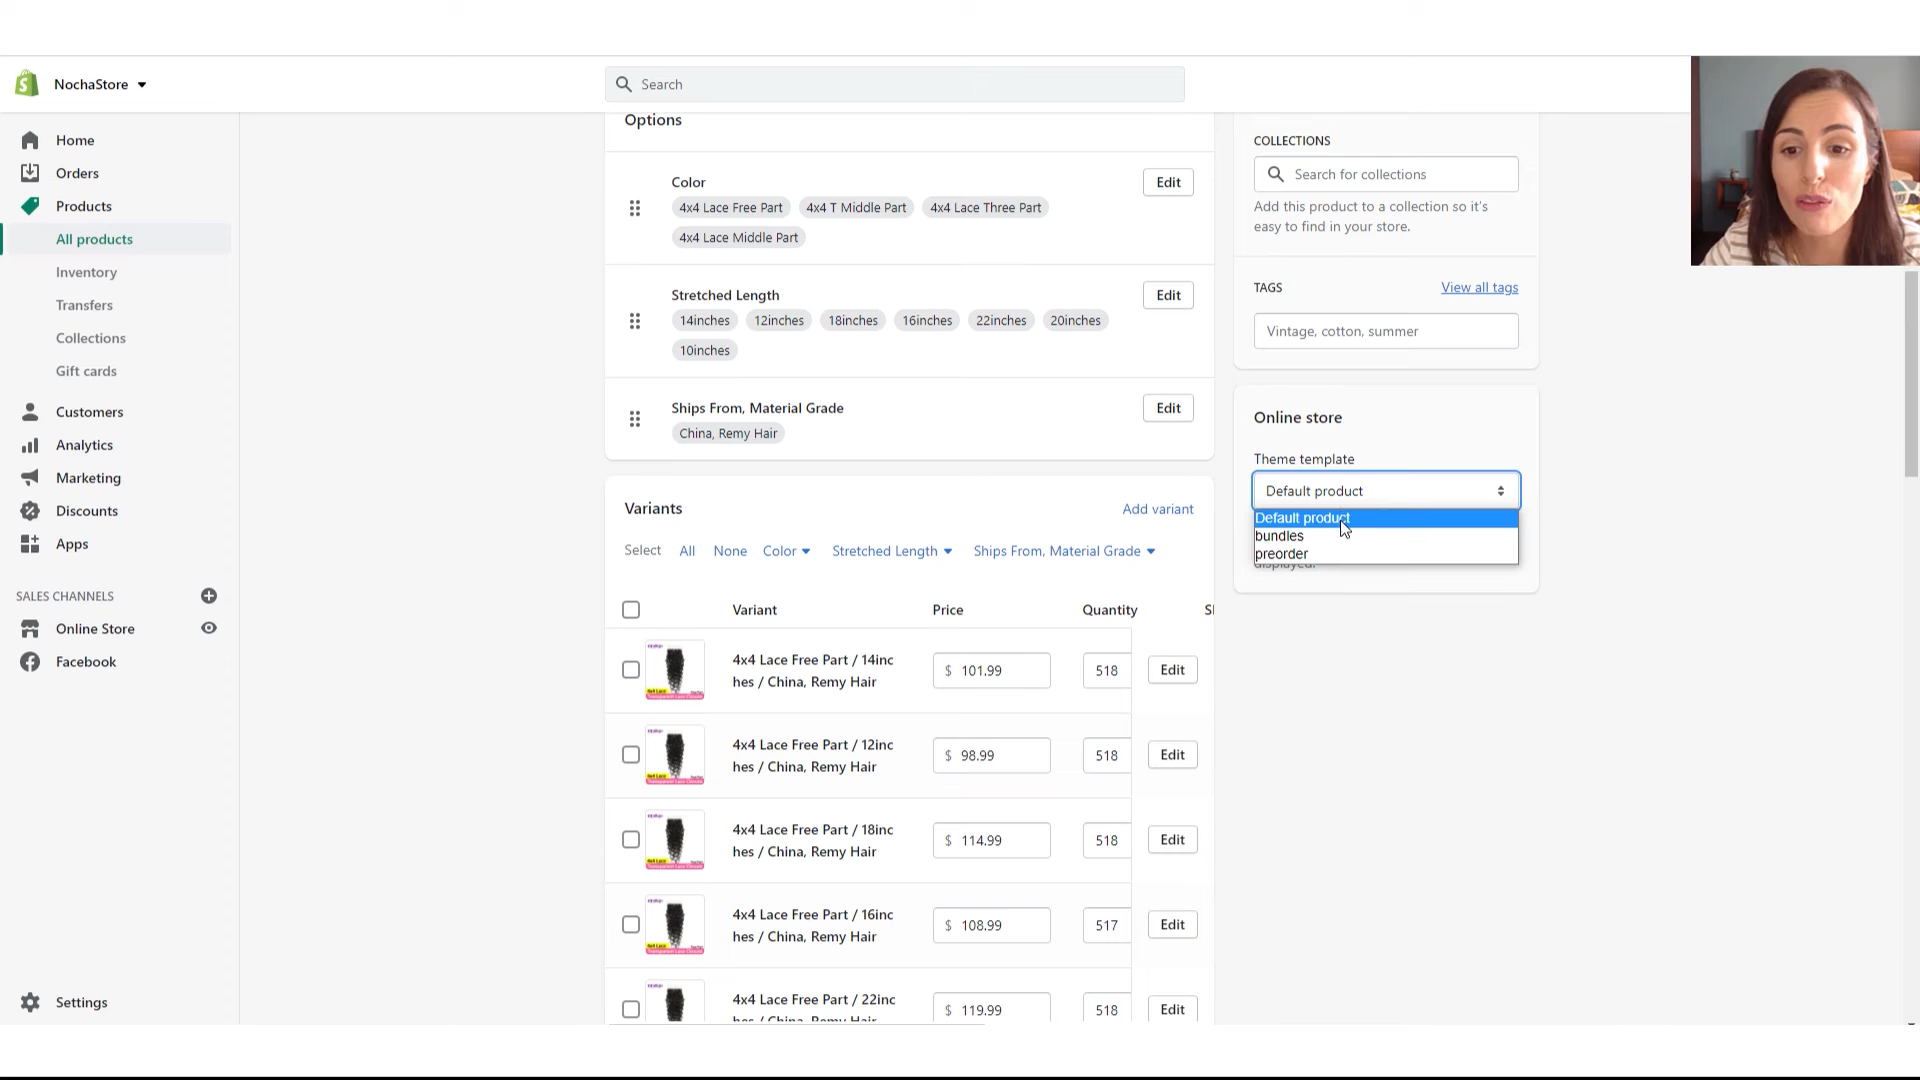 NochaStore
Search
Home
Orders
Products
All products
Inventory
Transfers
Collections
Gift cards
Customers
Analytics
Marketing
Discounts
Apps
SALES CHANNELS
Online Store
Facebook
Settings
Options
Color
Edit
4x4 Lace Free Part 4x4 T Middle Part 4x4 Lace Three Part
4x4 Lace Middle Part
Stretched Length
Edit
14inches 12inches 18inches 16inches 22inches 20inches
10inches
Ships From, Material Grade
Edit
China, Remy Hair
Variants
Add variant
Select All None Color Stretched Length Ships From, Material Grade
Variant Price Quantity
4x4 Lace Free Part / 14inc
hes / China, Remy Hair
$ 101.99 518 Edit
4x4 Lace Free Part / 12inc
hes / China, Remy Hair
$ 98.99 518 Edit
4x4 Lace Free Part / 18inc
hes / China, Remy Hair
$ 114.99 518 Edit
4x4 Lace Free Part / 16inc
hes / China, Remy Hair
$ 108.99 517 Edit
4x4 Lace Free Part / 22inc
hes / China, Remy Hair
$ 119.99 518 Edit
COLLECTIONS
Search for collections
Add this product to a collection so it's
easy to find in your store.
TAGS View all tags
Vintage, cotton, summer
Online store
Theme template
Default product
Default product
bundles
preorder
displayed.